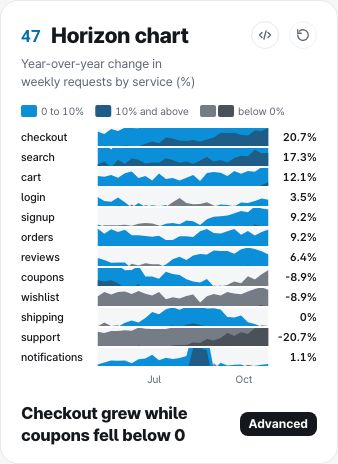 47 Horizon chart
Year-over-year change in
weekly requests by service (%)
0 to 10% 10% and above below 0%
checkout 20.7%
search 17.3%
cart 12.1%
login 3.5%
signup 9.2%
orders 9.2%
reviews 6.4%
coupons -8.9%
wishlist -8.9%
shipping 0%
support -20.7%
notifications 1.1%
Jul Oct
Checkout grew while
coupons fell below 0
Advanced